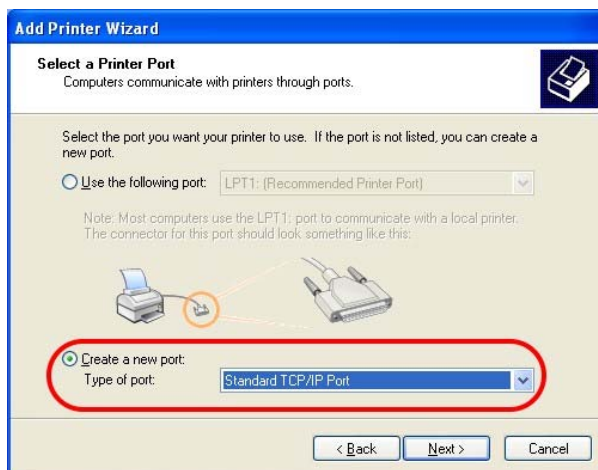 Add Printer Wizard
Select a Printer Port
Computers communicate with printers through ports.
Select the port you want your printer to use. If the port is not listed, you can create a
new port.
Use the following port: LPT1: (Recommended Printer Port)
Note: Most computers use the LPT1: port to communicate with a local printer.
The connector for this port should look something like this:
Create a new port:
Type of port: Standard TCP/IP Port
< Back Next > Cancel